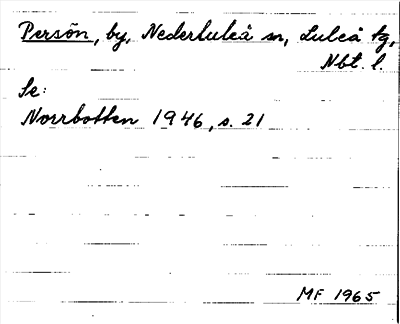 Persön, by, Nederluleå sn, Luleå tg,
Nbt. l.
Se:
Norrbotten 1946, s. 21
MF 1965